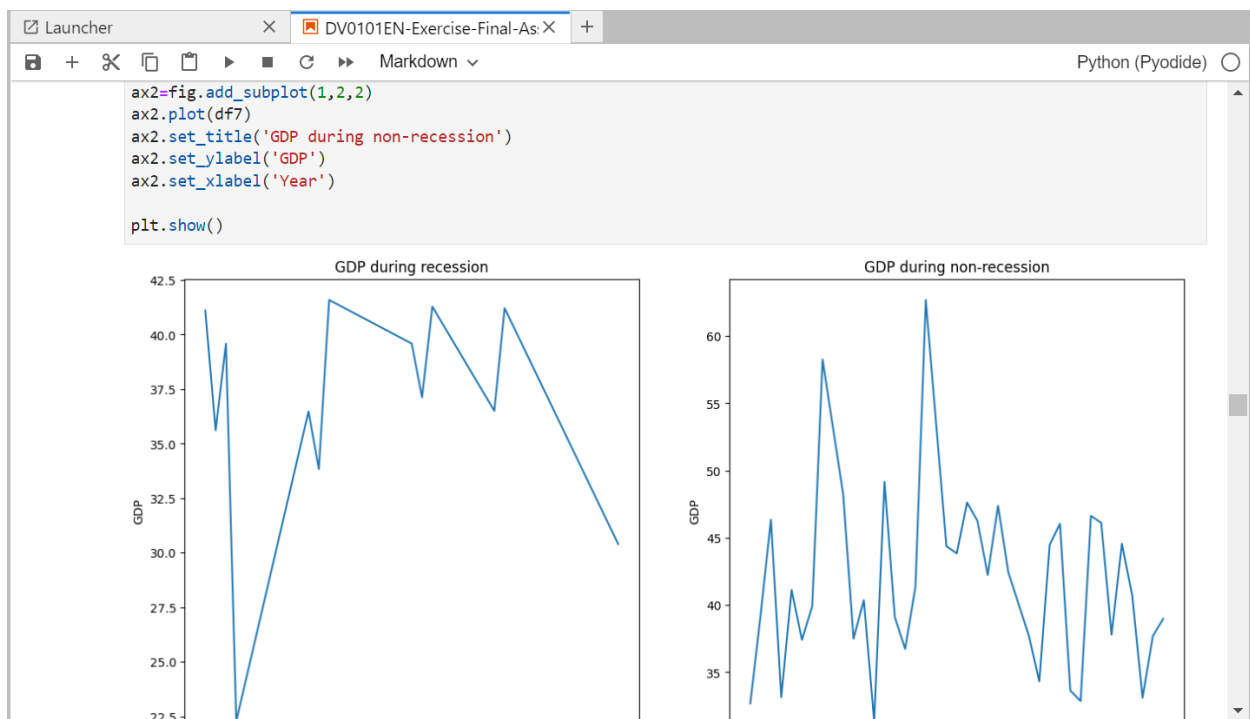 Launcher
DV0101EN-Exercise-Final-As:
Markdown
Python (Pyodide)
ax2=fig.add_subplot(1,2,2)
ax2.plot(df7)
ax2.set_title('GDP during non-recession')
ax2.set_ylabel('GDP')
ax2.set_xlabel('Year')
plt.show()
GDP during recession
42.5
40.0
37.5
35.0
32.5
30.0
27.5
25.0
22.5
GDP
GDP during non-recession
60
55
50
45
40
35
GDP